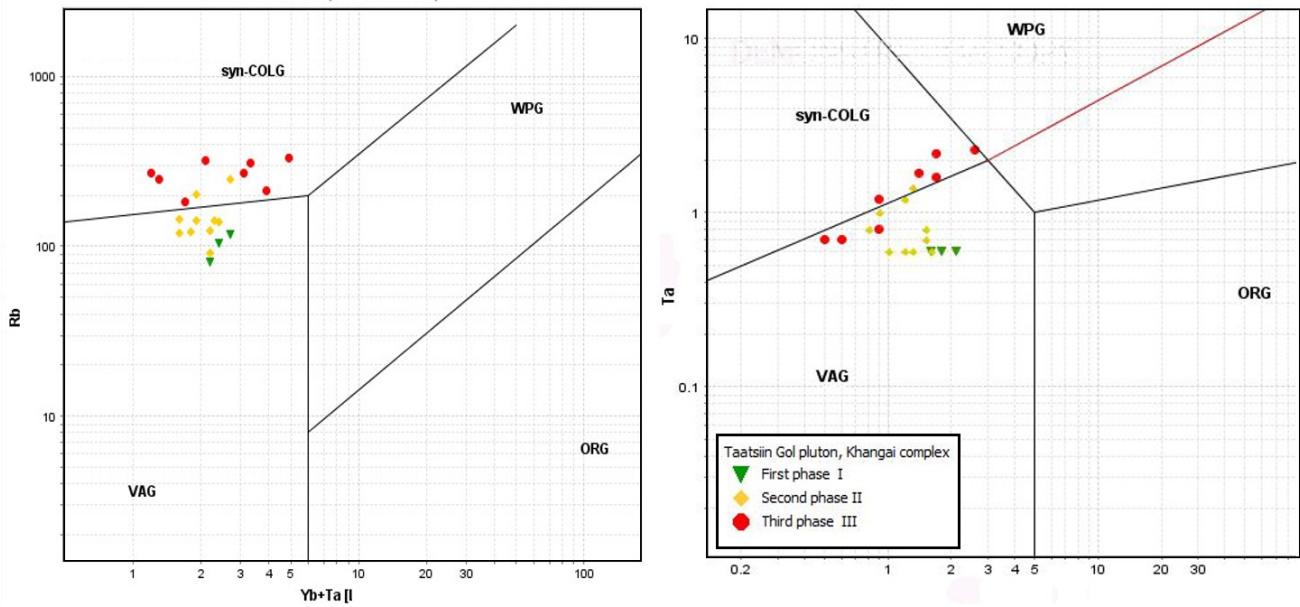 syn-COLG
WPG
VAG
ORG
1000
100
10
Rb
1
2
3
4
5
10
20
30
100
Yb+Ta [I
WPG
syn-COLG
VAG
ORG
10
1
0.1
Ta
0.2
1
2
3
4
5
10
20
30
Taatsiin Gol pluton, Khangai complex
First phase I
Second phase II
Third phase III